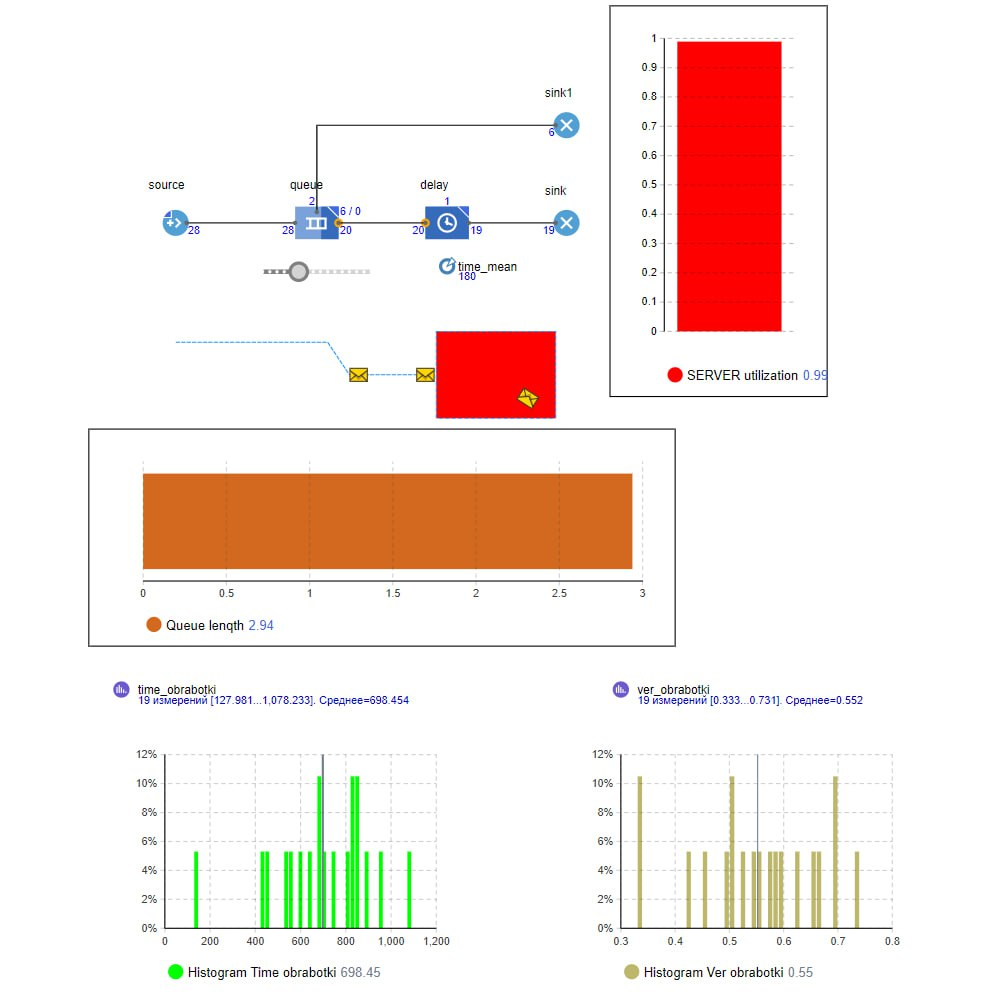 sink1
6
source
queue
delay
sink
2
1
6 / 0
28
28
20
20
19
19
time_mean
180
1
0.9
0.8
0.7
0.6
0.5
0.4
0.3
0.2
0.1
0
SERVER utilization 0.99
0 0.5 1 1.5 2 2.5 3
Queue length 2.94
time_obrabotki
19 измерений [127.981...1,078.233]. Среднее=698.454
12%
10%
8%
6%
4%
2%
0%
0 200 400 600 800 1,000 1,200
Histogram Time obrabotki 698.45
ver_obrabotki
19 измерений [0.333...0.731]. Среднее=0.552
12%
10%
8%
6%
4%
2%
0%
0.3 0.4 0.5 0.6 0.7 0.8
Histogram Ver obrabotki 0.55